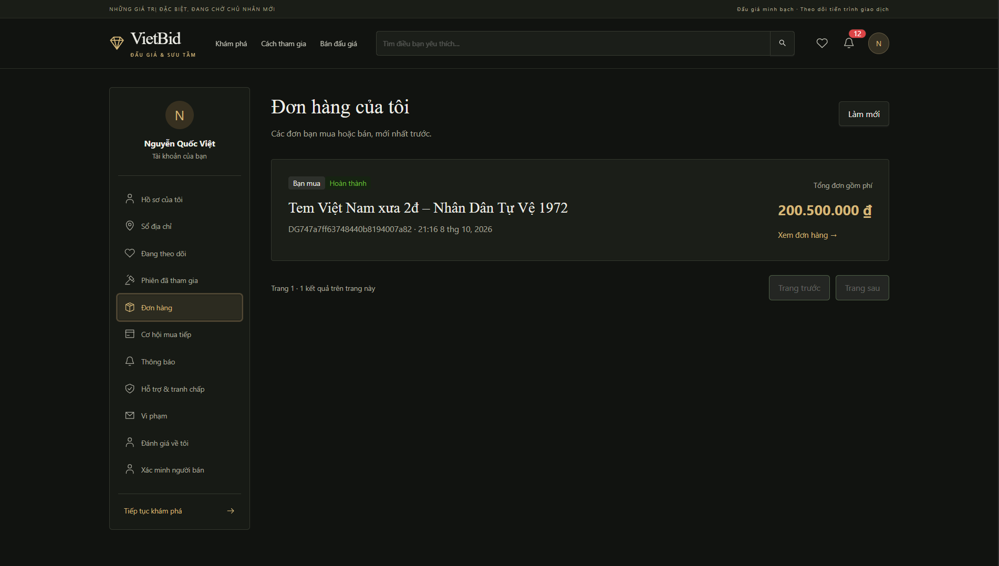 NHỮNG GIÁ TRỊ ĐẶC BIỆT, ĐANG CHỜ CHỦ NHÂN MỚI
Đấu giá minh bạch · Theo dõi tiến trình giao dịch
VietBid
ĐẤU GIÁ & SƯU TẦM
Khám phá
Cách tham gia
Bán đấu giá
Tìm điều bạn yêu thích...
12
N
N
Nguyễn Quốc Việt
Tài khoản của bạn
Hồ sơ của tôi
Sổ địa chỉ
Đang theo dõi
Phiên đã tham gia
Đơn hàng
Cơ hội mua tiếp
Thông báo
Hỗ trợ & tranh chấp
Vi phạm
Đánh giá về tôi
Xác minh người bán
Tiếp tục khám phá →
Đơn hàng của tôi
Các đơn bạn mua hoặc bán, mới nhất trước.
Làm mới
Bạn mua Hoàn thành
Tem Việt Nam xưa 2đ – Nhân Dân Tự Vệ 1972
DG747a7ff63748440b8194007a82 · 21:16 8 thg 10, 2026
Tổng đơn gồm phí
200.500.000 ₫
Xem đơn hàng →
Trang 1 · 1 kết quả trên trang này
Trang trước
Trang sau